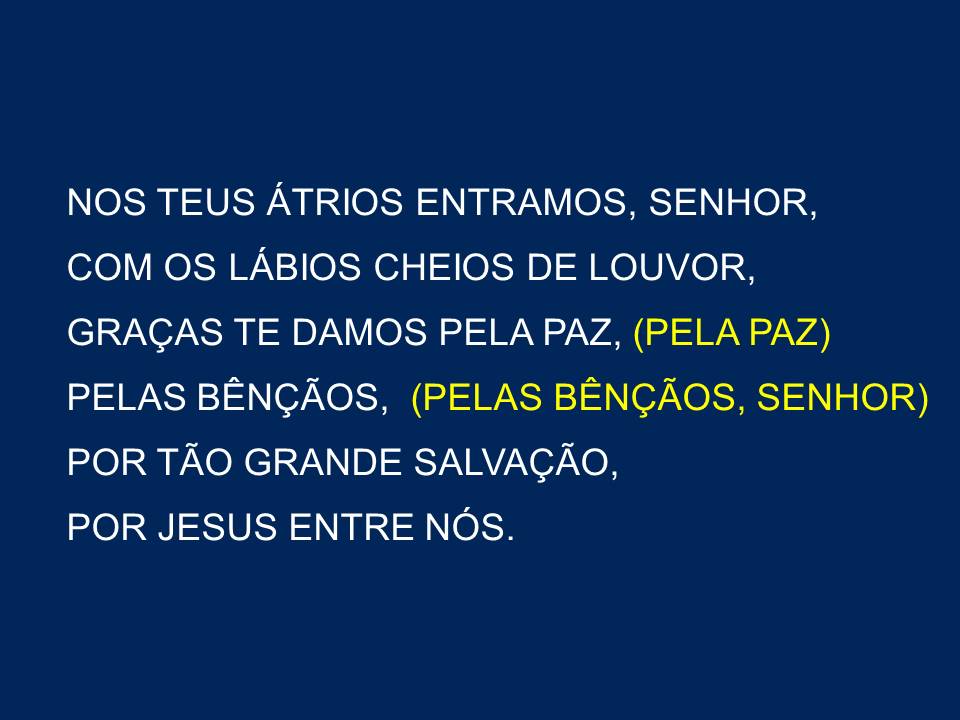 NOS TEUS ÁTRIOS ENTRAMOS, SENHOR,
COM OS LÁBIOS CHEIOS DE LOUVOR,
GRAÇAS TE DAMOS PELA PAZ, (PELA PAZ)
PELAS BÊNÇÃOS, (PELAS BÊNÇÃOS, SENHOR)
POR TÃO GRANDE SALVAÇÃO,
POR JESUS ENTRE NÓS.